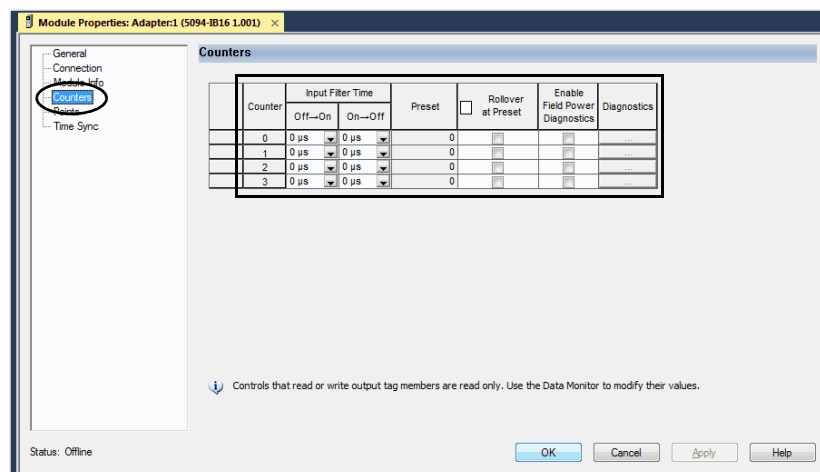 Module Properties: Adapter:1 (5094-IB16 1.001) ×
General
Connection
Module Info
Counters
Points
Time Sync
Counters
Counter
Input Filter Time
Off→On
On→Off
Preset
Rollover
at Preset
Enable
Field Power
Diagnostics
Diagnostics
0 0 µs 0 µs 0 ...
1 0 µs 0 µs 0 ...
2 0 µs 0 µs 0 ...
3 0 µs 0 µs 0 ...
Controls that read or write output tag members are read only. Use the Data Monitor to modify their values.
Status: Offline
OK
Cancel
Apply
Help